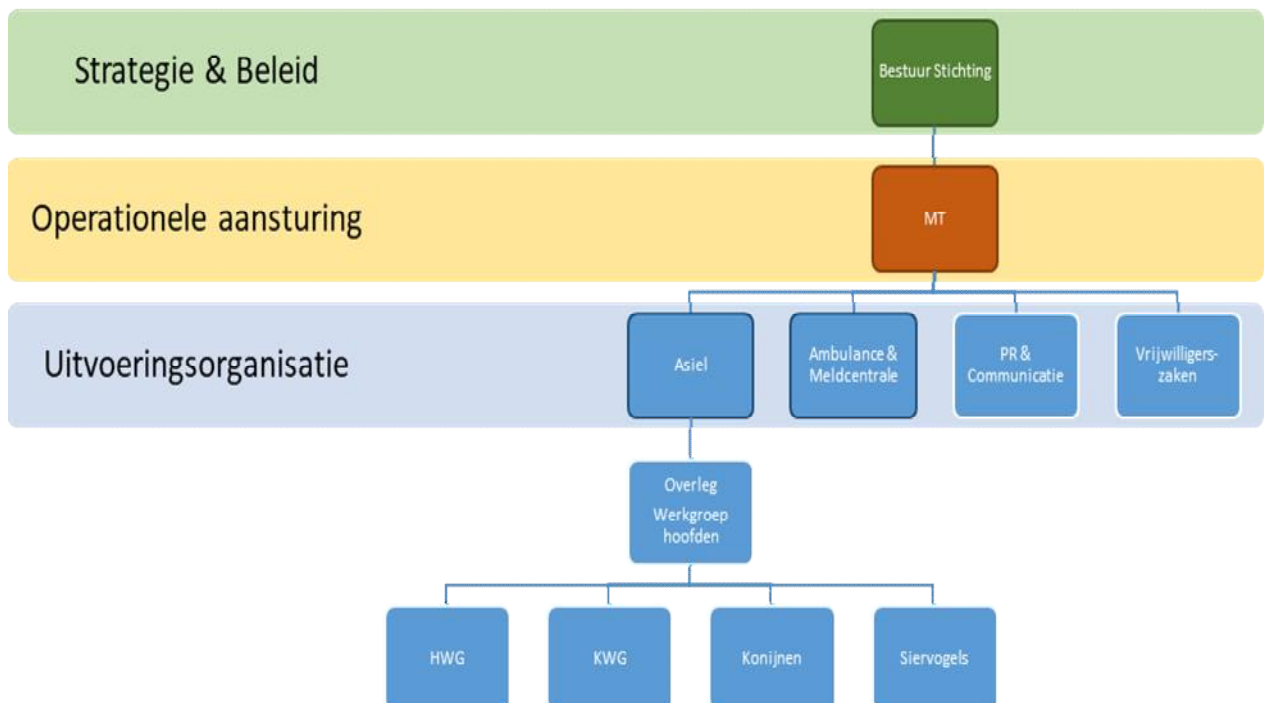 Strategie & Beleid
Bestuur Stichting
Operationele aansturing
MT
Uitvoeringsorganisatie
Asiel
Ambulance &
Meldcentrale
PR &
Communicatie
Vrijwilligers-
zaken
Overleg
Werkgroep
hoofden
HWG
KWG
Konijnen
Siervogels